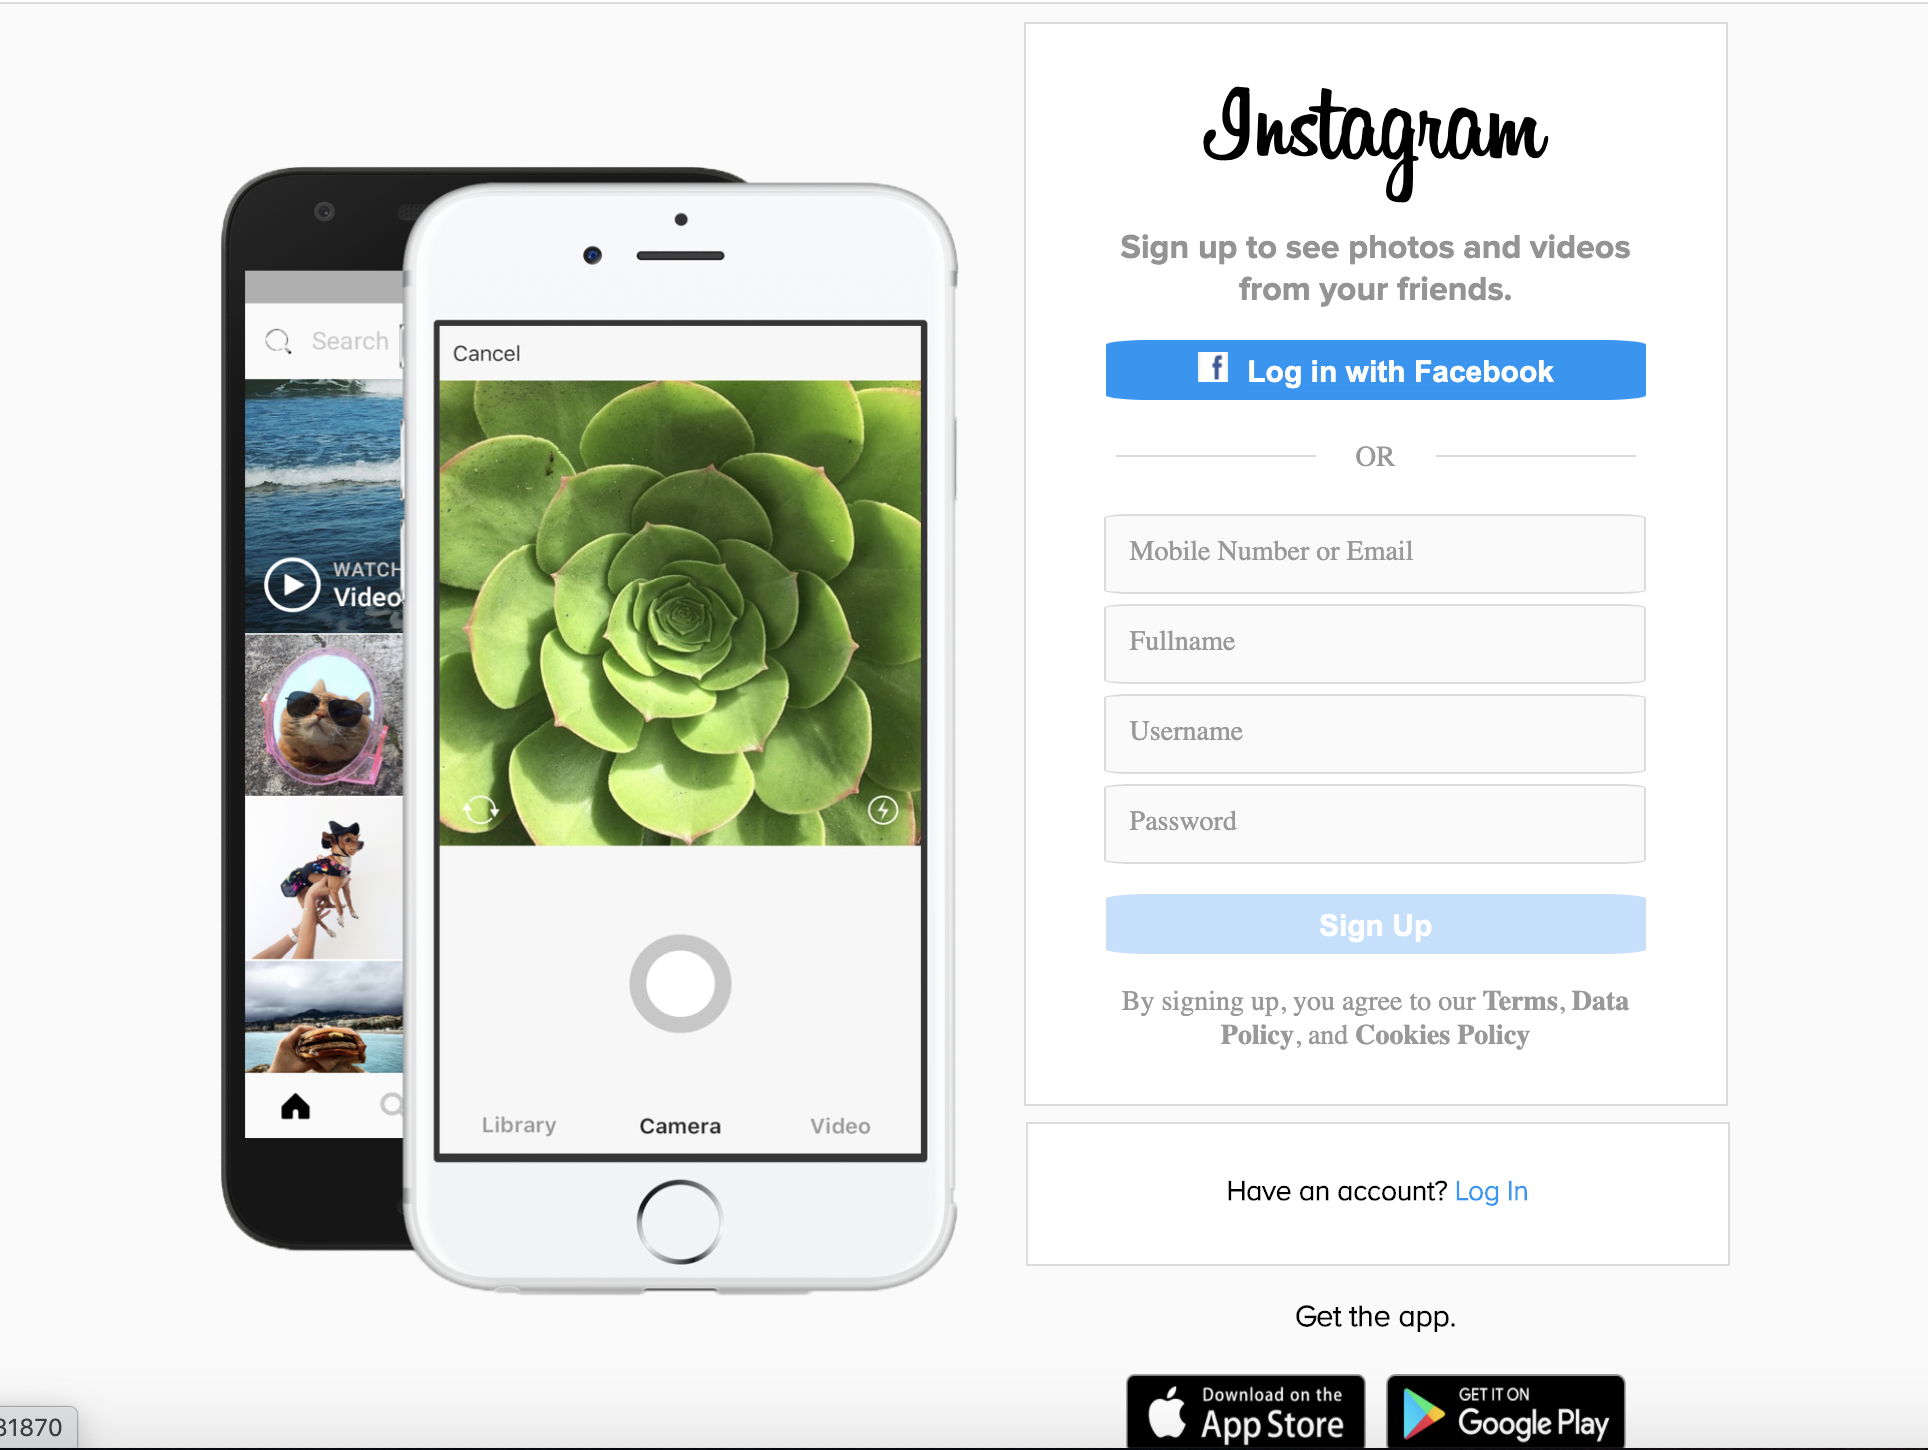 Instagram
Sign up to see photos and videos
from your friends.
Log in with Facebook
OR
Mobile Number or Email
Fullname
Username
Password
Sign Up
By signing up, you agree to our Terms, Data
Policy, and Cookies Policy
Have an account? Log In
Get the app.
Download on the
App Store
GET IT ON
Google Play
Search
WATCH
Video
Cancel
Library
Camera
Video
31870